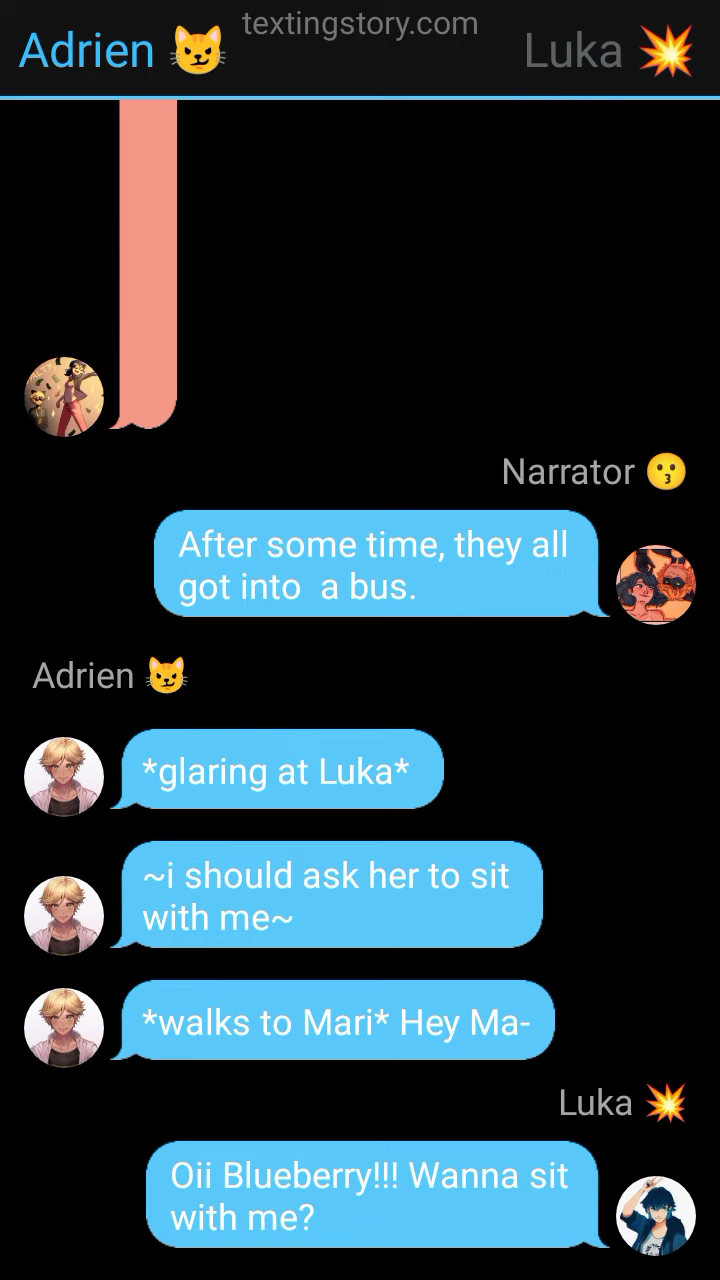 textingstory.com
Adrien 😼
Luka 💥
Narrator 😗
After some time, they all
got into  a bus.
Adrien 😼
*glaring at Luka*
~i should ask her to sit
with me~
*walks to Mari* Hey Ma-
Luka 💥
Oii Blueberry!!! Wanna sit
with me?